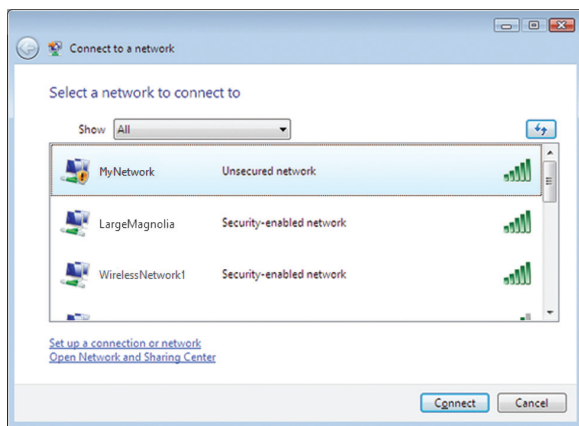 Connect to a network
Select a network to connect to
Show All
MyNetwork Unsecured network
LargeMagnolia Security-enabled network
WirelessNetwork1 Security-enabled network
Set up a connection or network
Open Network and Sharing Center
Connect Cancel